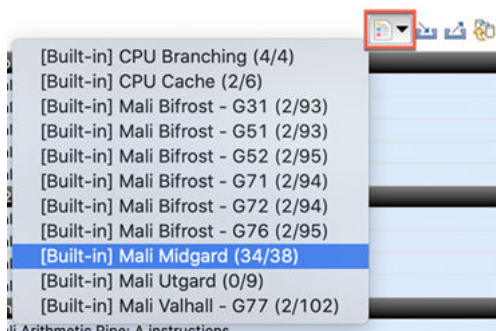 [Built-in] CPU Branching (4/4)
[Built-in] CPU Cache (2/6)
[Built-in] Mali Bifrost - G31 (2/93)
[Built-in] Mali Bifrost - G51 (2/93)
[Built-in] Mali Bifrost - G52 (2/95)
[Built-in] Mali Bifrost - G71 (2/94)
[Built-in] Mali Bifrost - G72 (2/94)
[Built-in] Mali Bifrost - G76 (2/95)
[Built-in] Mali Midgard (34/38)
[Built-in] Mali Utgard (0/9)
[Built-in] Mali Valhall - G77 (2/102)
Arithmetic Pipe: A instructions